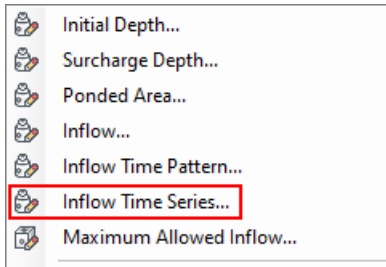 Initial Depth...
Surcharge Depth...
Ponded Area...
Inflow...
Inflow Time Pattern...
Inflow Time Series...
Maximum Allowed Inflow...